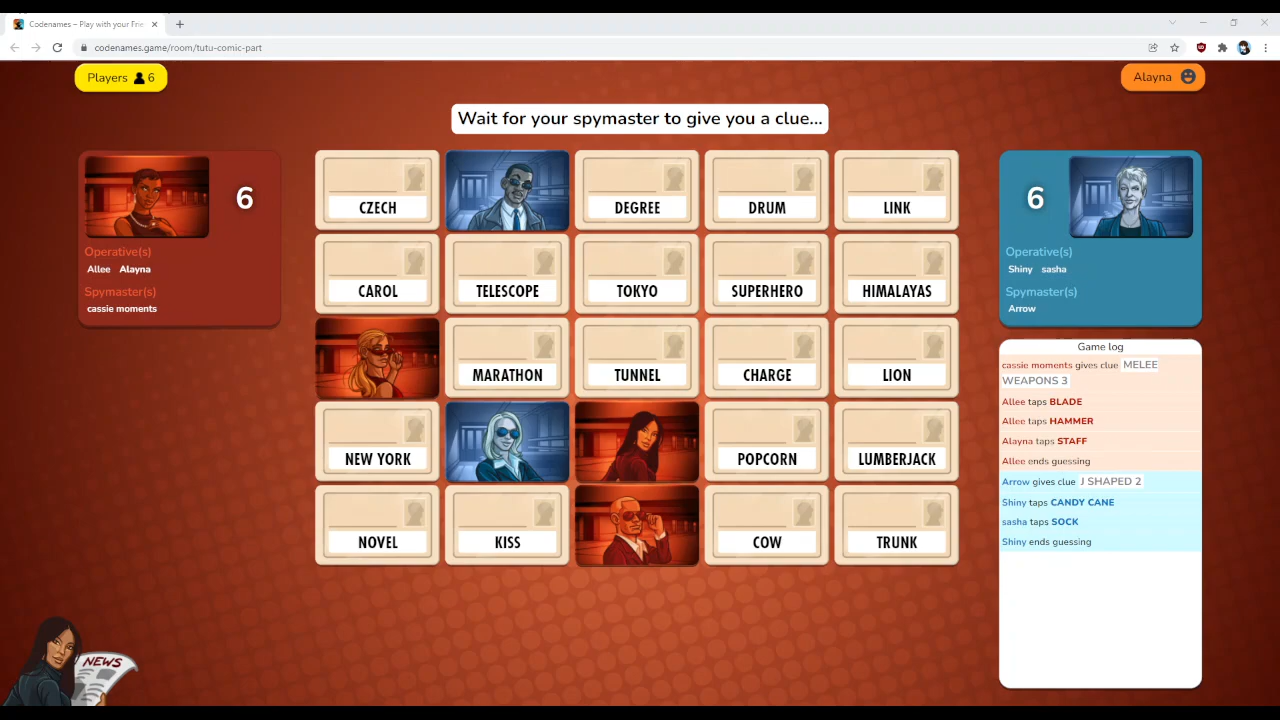 Codenames – Play with your Frie
codenames.game/room/tutu-comic-part
Players 6
Alayna
Wait for your spymaster to give you a clue...
6
Operative(s)
Allee Alayna
Spymaster(s)
cassie moments
CZECH
DEGREE
DRUM
LINK
CAROL
TELESCOPE
TOKYO
SUPERHERO
HIMALAYAS
MARATHON
TUNNEL
CHARGE
LION
NEW YORK
POPCORN
LUMBERJACK
NOVEL
KISS
COW
TRUNK
6
Operative(s)
Shiny sasha
Spymaster(s)
Arrow
Game log
cassie moments gives clue MELEE
WEAPONS 3
Allee taps BLADE
Allee taps HAMMER
Alayna taps STAFF
Allee ends guessing
Arrow gives clue J SHAPED 2
Shiny taps CANDY CANE
sasha taps SOCK
Shiny ends guessing
NEWS